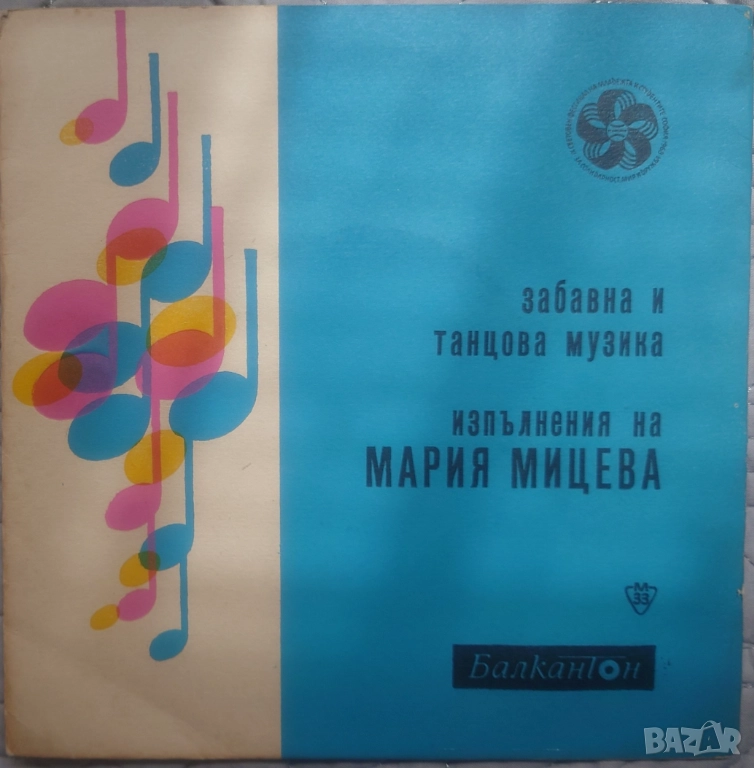 забавна и
танцова музика
изпълнения на
МАРИЯ МИЦЕВА
М
33
Балкантон
BAZAR